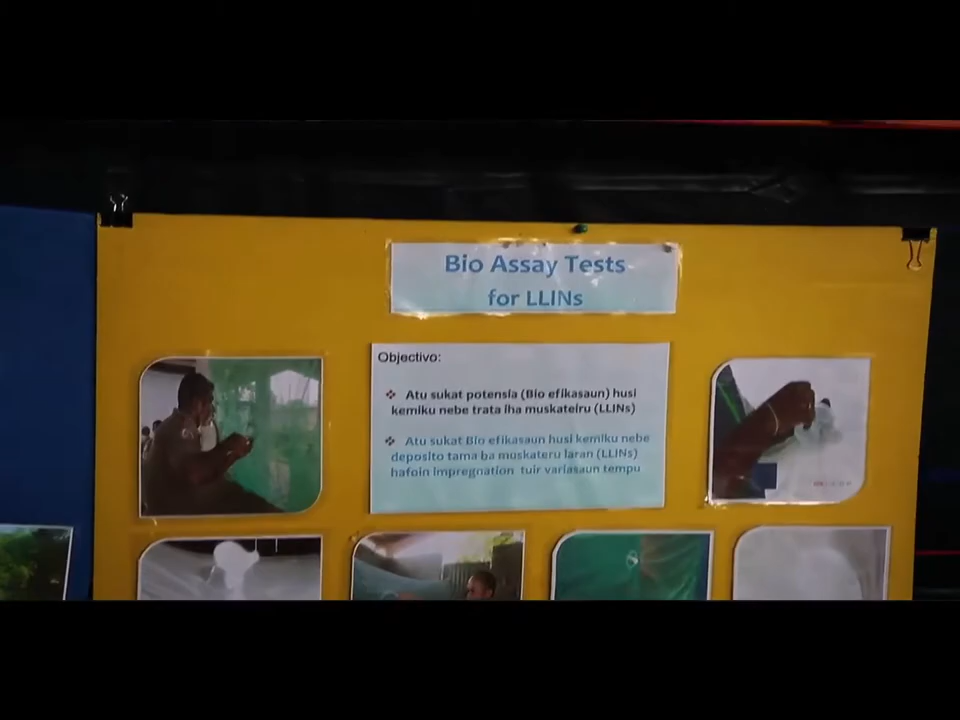 Bio Assay Tests
for LLINs
Objectivo:
❖ Atu sukat potensia (Bio efikasaun) husi
kemiku nebe trata iha muskateiru (LLINs)
❖ Atu sukat Bio efikasaun husi kemiku nebe
deposito tama ba muskateru laran (LLINs)
hafoin impregnation tuir variasaun tempu